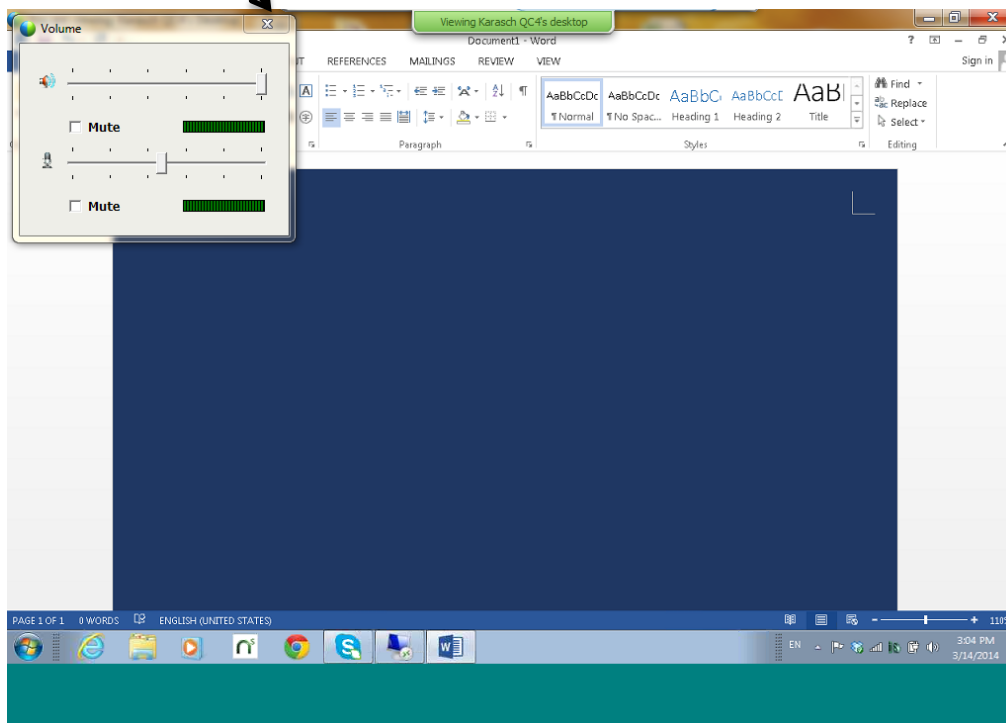 Volume
Viewing Karasch QC4's desktop
Document1 - Word
REFERENCES MAILINGS REVIEW VIEW
Sign in
AaBbCcDc AaBbCcDc AaBbC AaBbCcC AaB
¶ Normal ¶ No Spac... Heading 1 Heading 2 Title
Find
Replace
Select
Paragraph Styles Editing
Mute
Mute
PAGE 1 OF 1 0 WORDS ENGLISH (UNITED STATES)
EN
3:04 PM
3/14/2014